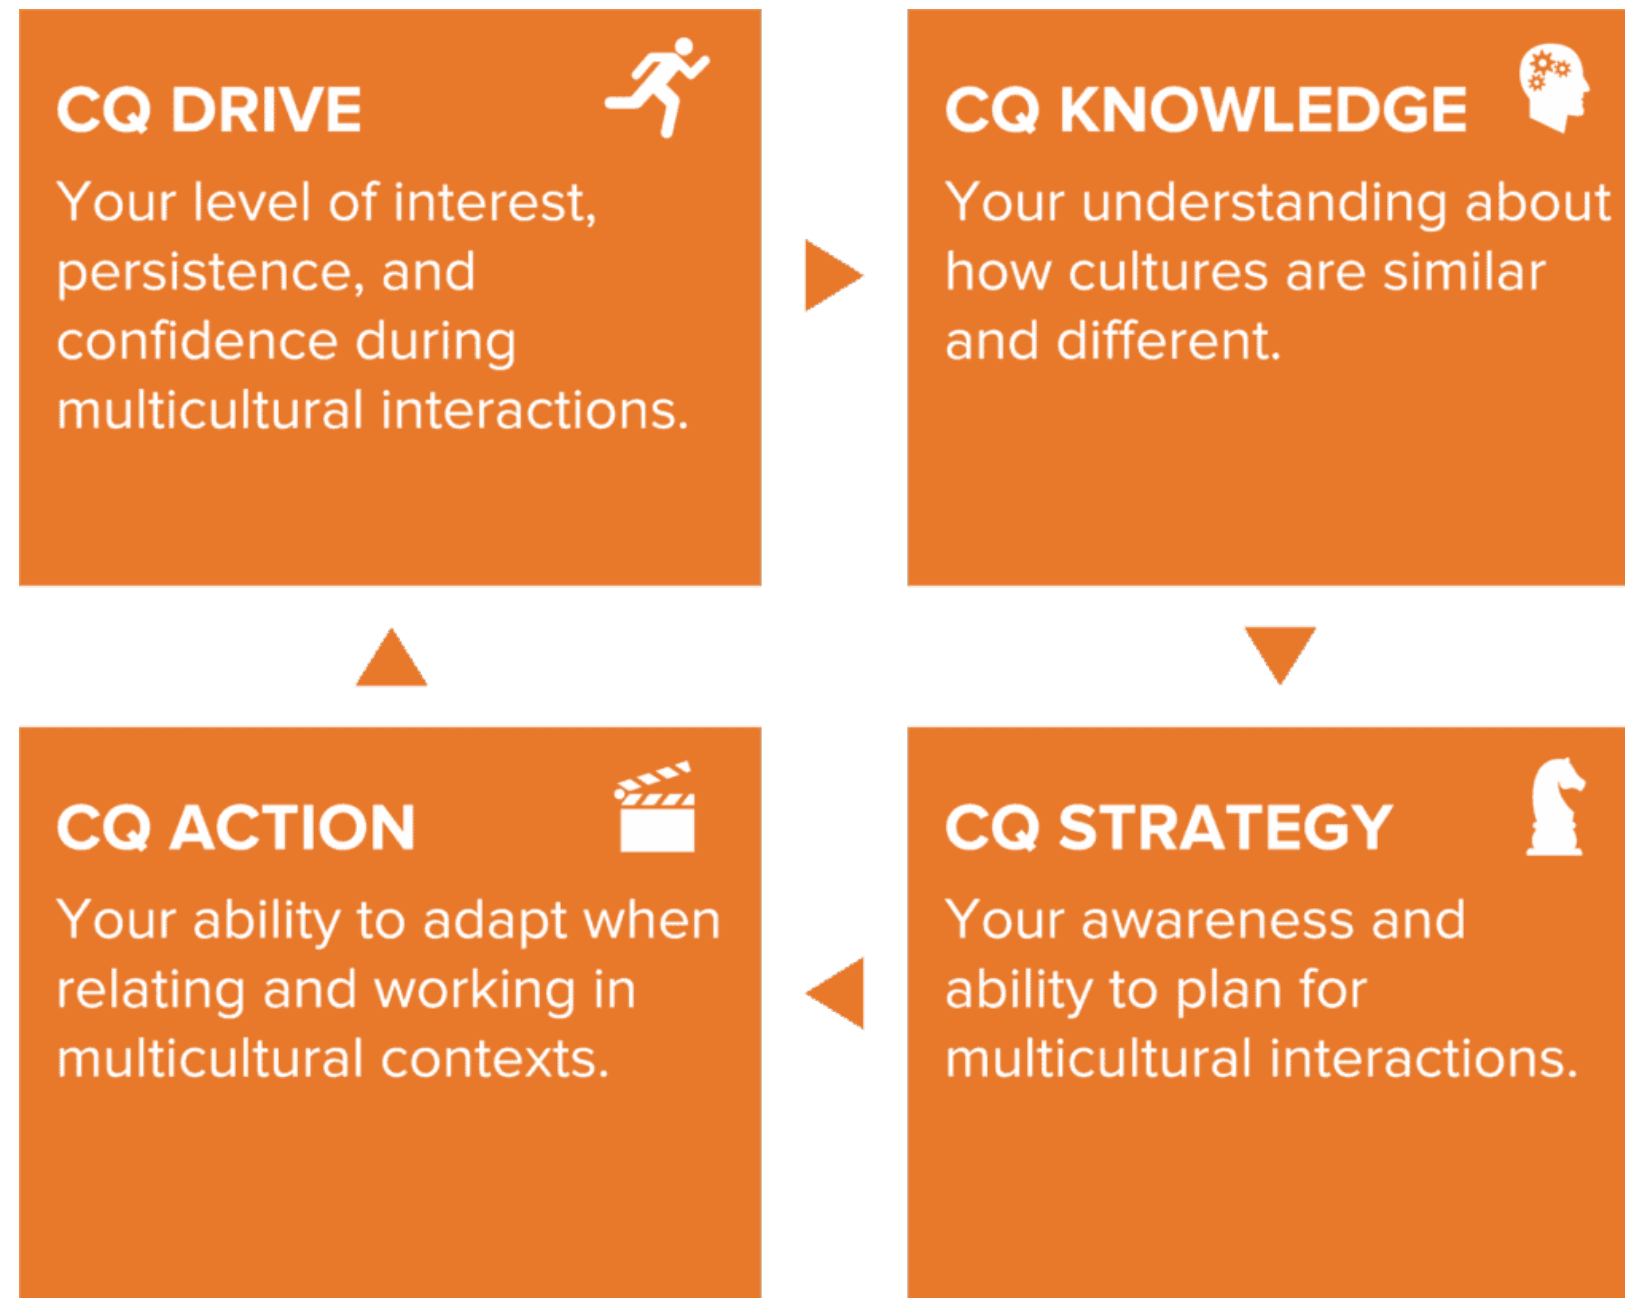 CQ DRIVE
Your level of interest,
persistence, and
confidence during
multicultural interactions.
CQ KNOWLEDGE
Your understanding about
how cultures are similar
and different.
CQ ACTION
Your ability to adapt when
relating and working in
multicultural contexts.
CQ STRATEGY
Your awareness and
ability to plan for
multicultural interactions.